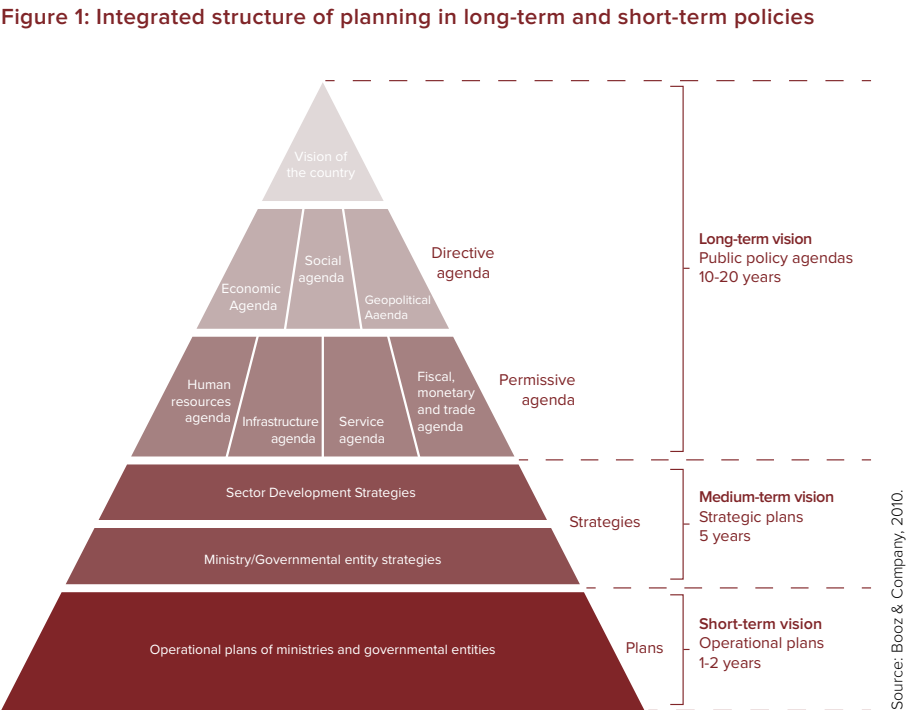 Figure 1: Integrated structure of planning in long-term and short-term policies
Vision of
the country
Economic
Agenda
Social
agenda
Geopolitical
Aaenda
Directive
agenda
Human
resources
agenda
Infrastructure
agenda
Service
agenda
Fiscal,
monetary
and trade
agenda
Permissive
agenda
Long-term vision
Public policy agendas
10-20 years
Sector Development Strategies
Ministry/Governmental entity strategies
Strategies
Medium-term vision
Strategic plans
5 years
Operational plans of ministries and governmental entities
Plans
Short-term vision
Operational plans
1-2 years
Source: Booz & Company, 2010.